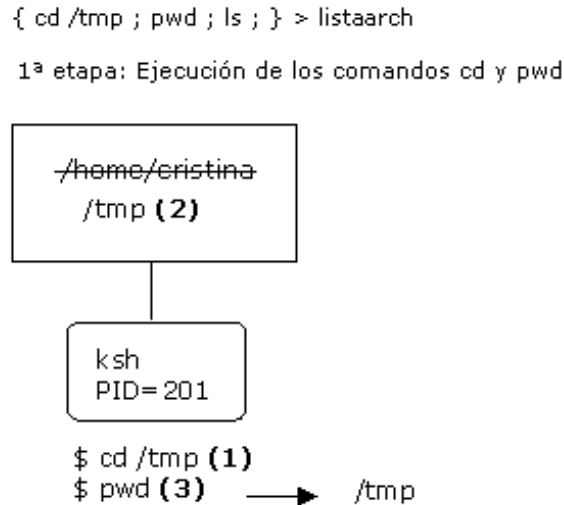 { cd /tmp ; pwd ; ls ; } > listaarch
1ª etapa: Ejecución de los comandos cd y pwd
/home/cristina
/tmp (2)
ksh
PID=201
$ cd /tmp (1)
$ pwd (3) /tmp